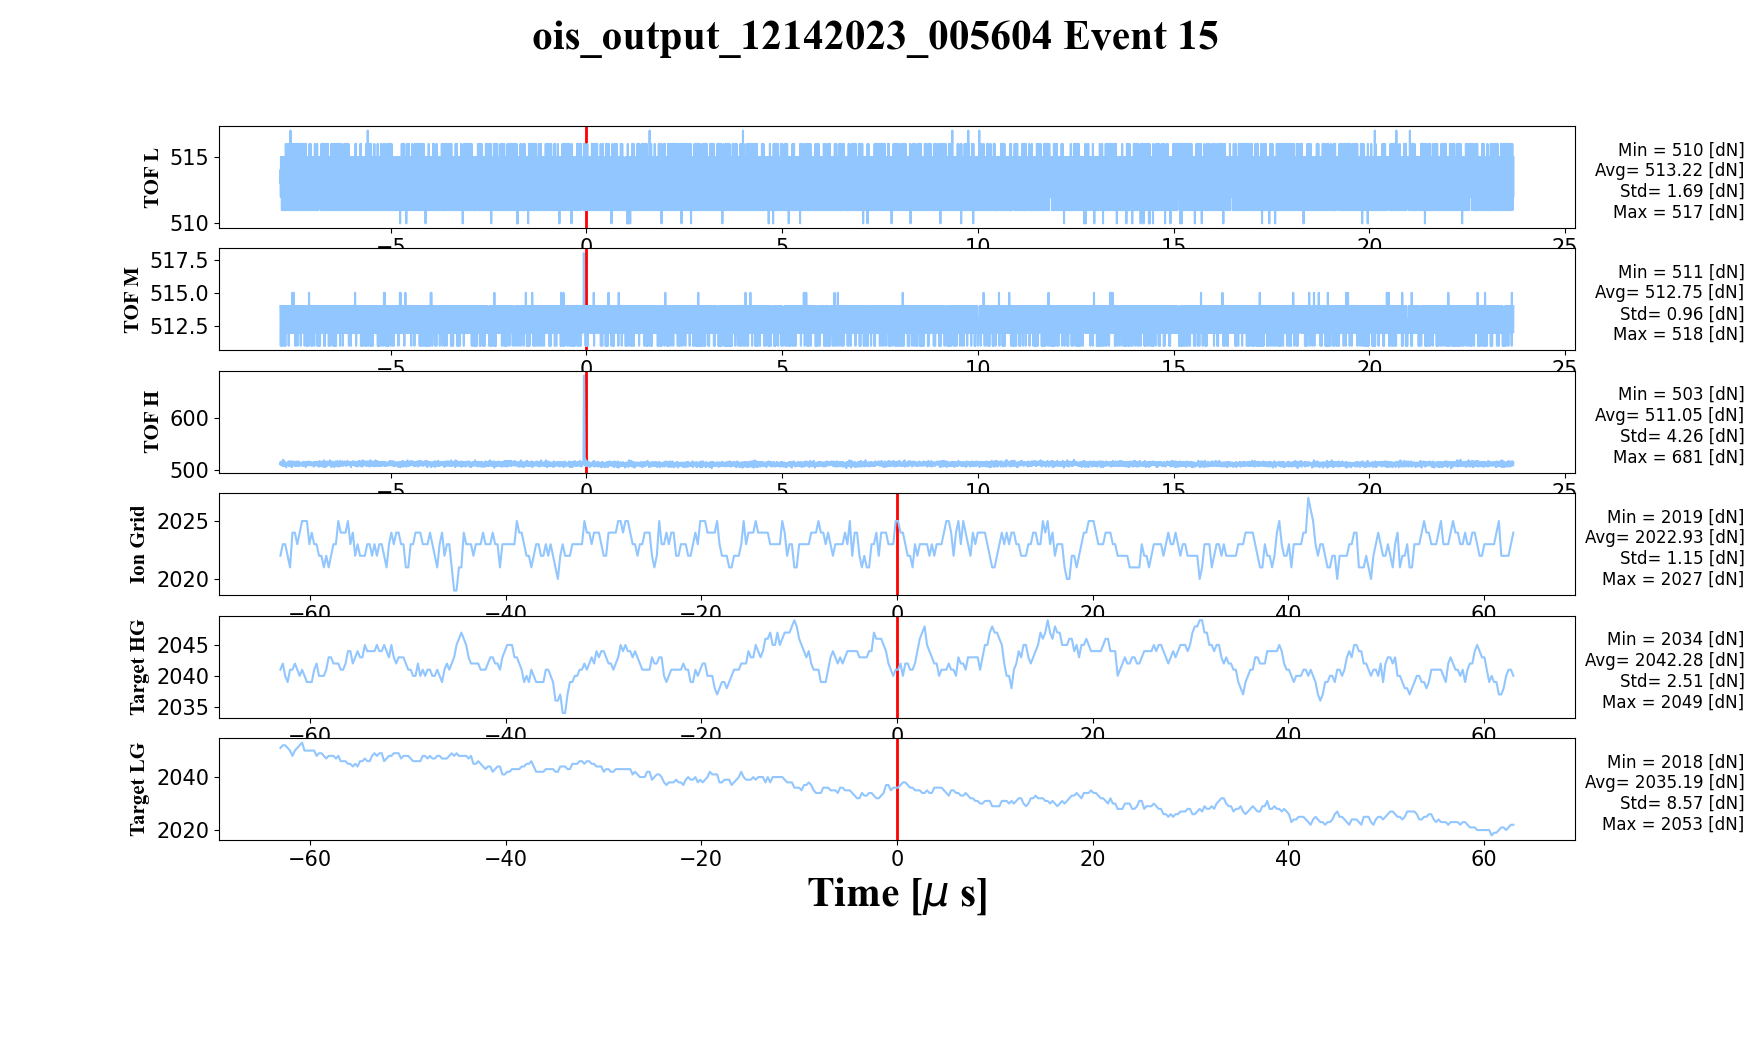 ois_output_12142023_005604 Event 15
TOF L
515
510
−5
0
5
10
15
20
25
Min = 510 [dN]
Avg= 513.22 [dN]
Std= 1.69 [dN]
Max = 517 [dN]
TOF M
517.5
515.0
512.5
−5
0
5
10
15
20
25
Min = 511 [dN]
Avg= 512.75 [dN]
Std= 0.96 [dN]
Max = 518 [dN]
TOF H
600
500
−5
0
5
10
15
20
25
Min = 503 [dN]
Avg= 511.05 [dN]
Std= 4.26 [dN]
Max = 681 [dN]
Ion Grid
2025
2020
−60
−40
−20
0
20
40
60
Min = 2019 [dN]
Avg= 2022.93 [dN]
Std= 1.15 [dN]
Max = 2027 [dN]
Target HG
2045
2040
2035
−60
−40
−20
0
20
40
60
Min = 2034 [dN]
Avg= 2042.28 [dN]
Std= 2.51 [dN]
Max = 2049 [dN]
Target LG
2040
2020
−60
−40
−20
0
20
40
60
Min = 2018 [dN]
Avg= 2035.19 [dN]
Std= 8.57 [dN]
Max = 2053 [dN]
Time [μ s]